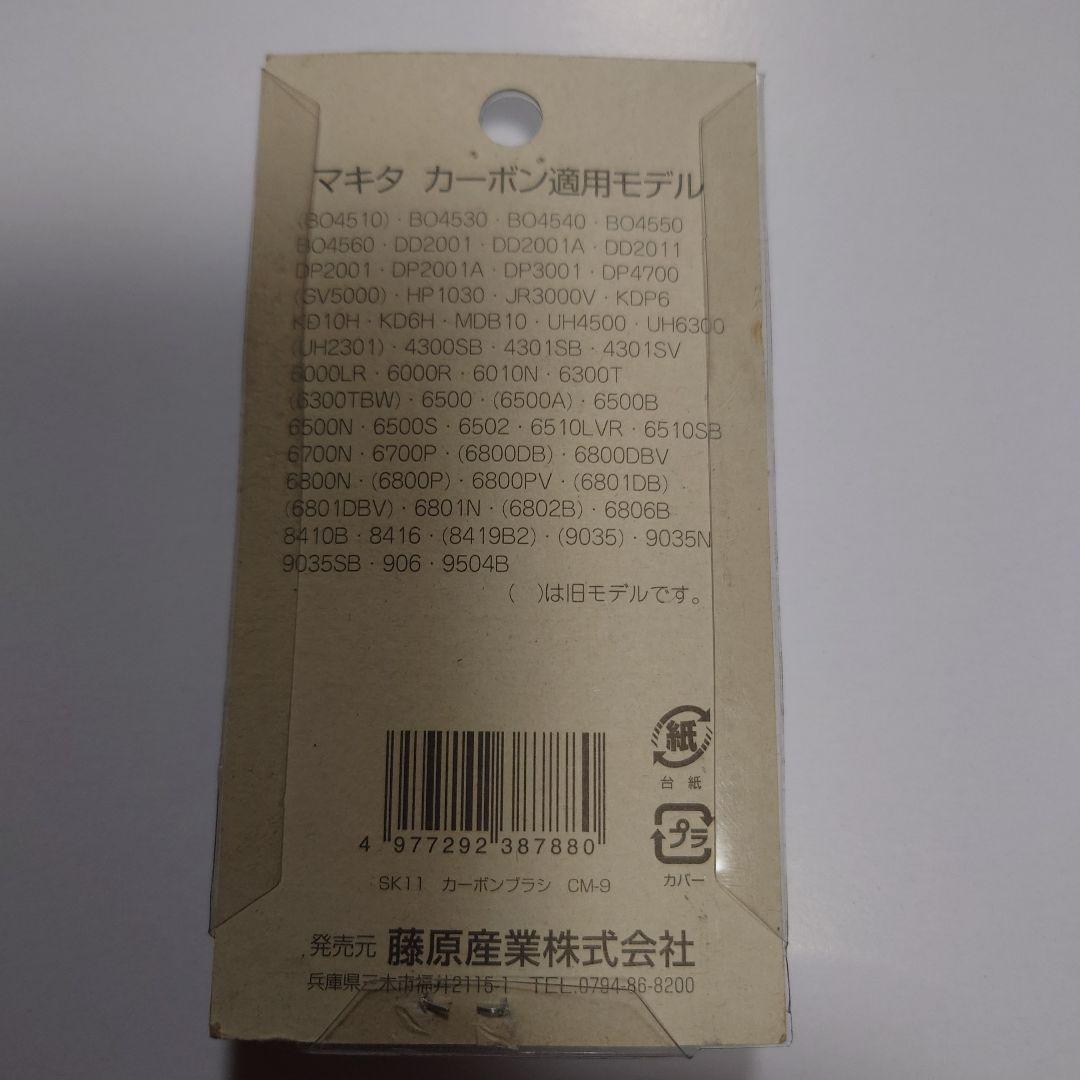 マキタ カーボン適用モデル
(BO4510)・BO4530・BO4540・BO4550
BO4560・DD2001・DD2001A・DD2011
DP2001・DP2001A・DP3001・DP4700
(SV5000)・HP1030・JR3000V・KDP6
KD10H・KD6H・MDB10・UH4500・UH6300
(UH2301)・4300SB・4301SB・4301SV
6000LR・6000R・6010N・6300T
(6300TBW)・6500・(6500A)・6500B
6500N・6500S・6502・6510LVR・6510SB
6700N・6700P・(6800DB)・6800DBV
6800N・(6800P)・6800PV・(6801DB)・
(6801DBV)・6801N・(6802B)・6806B
8410B・8416・(8419B2)・(9035)・9035N
9035SB・906・9504B
( )は旧モデルです。
紙
台紙
プラ
カバー
4 977292 387880
SK11 カーボンブラシ CM-9
発売元 藤原産業株式会社
兵庫県三木市福井2115-1 TEL.0794-86-8200